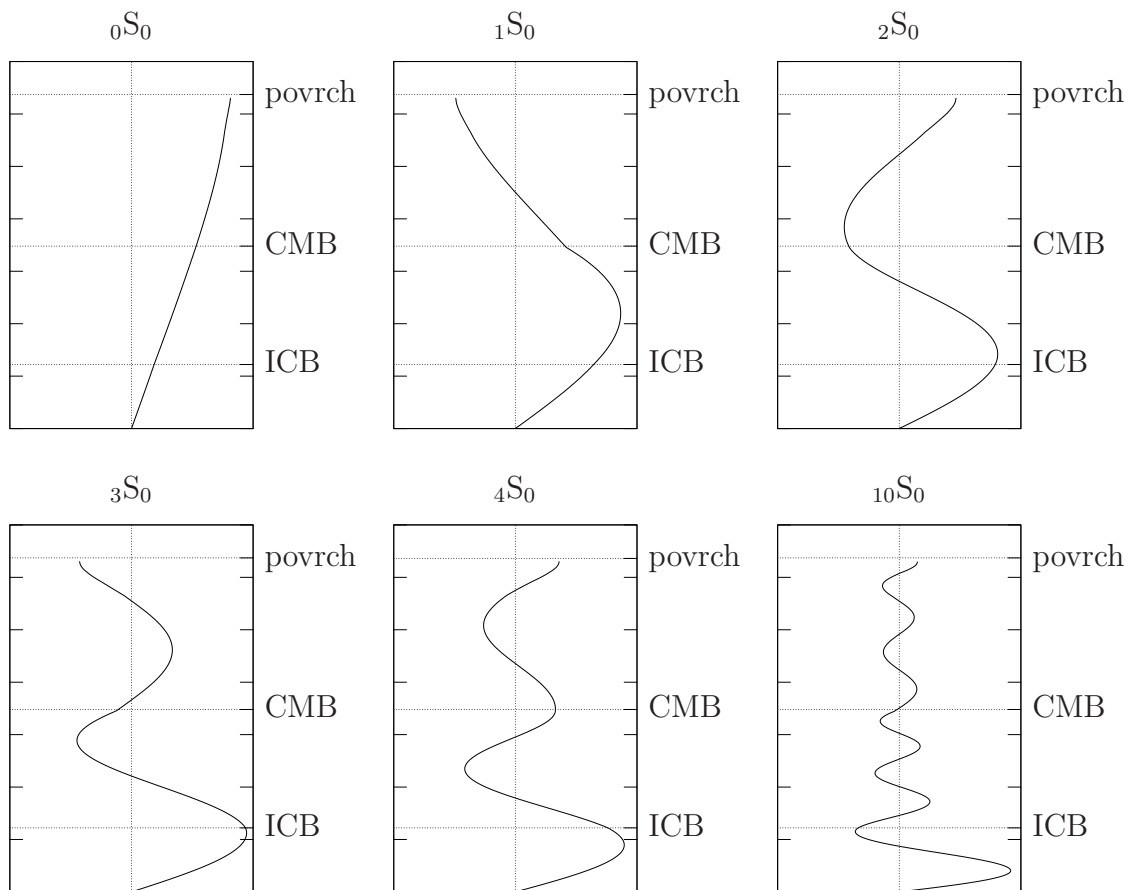 ₀S₀ ₁S₀ ₂S₀
povrch povrch povrch
CMB CMB CMB
ICB ICB ICB
₃S₀ ₄S₀ ₁₀S₀
povrch povrch povrch
CMB CMB CMB
ICB ICB ICB